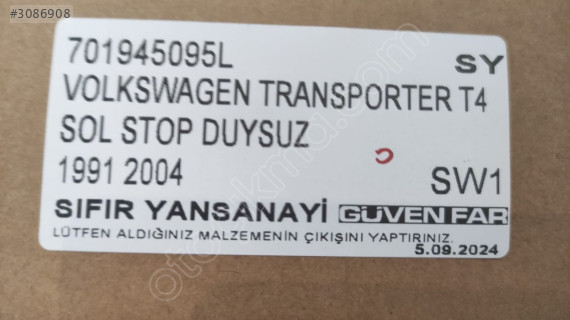 #3086908
701945095L SY
VOLKSWAGEN TRANSPORTER T4
SOL STOP DUYSUZ
1991 2004 SW1
SIFIR YANSANAYİ GÜVEN FAR
LÜTFEN ALDIĞINIZ MALZEMENİN ÇIKIŞINI YAPTIRINIZ.
5.09.2024